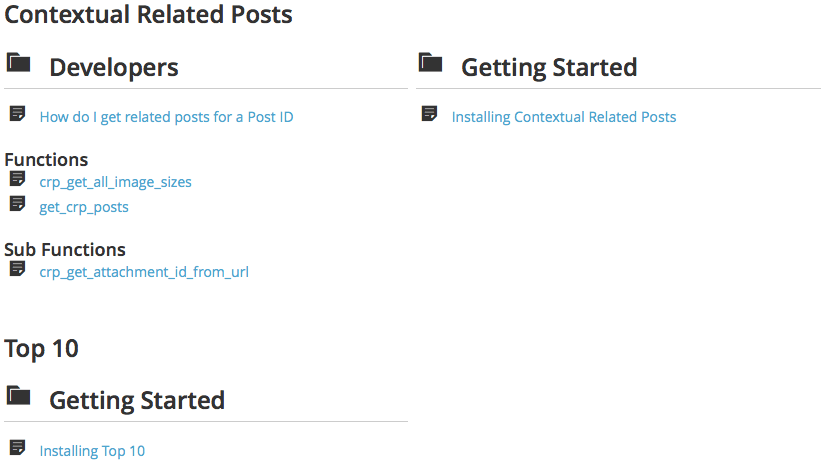 Contextual Related Posts
Developers
How do I get related posts for a Post ID
Functions
crp_get_all_image_sizes
get_crp_posts
Sub Functions
crp_get_attachment_id_from_url
Getting Started
Installing Contextual Related Posts
Top 10
Getting Started
Installing Top 10